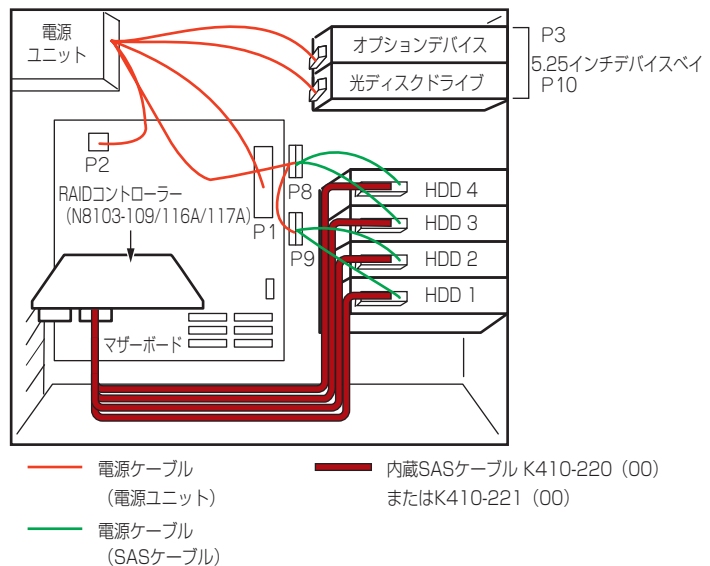 電源
ユニット
オプションデバイス
光ディスクドライブ
P3
5.25インチデバイスベイ
P10
P2
RAIDコントローラー
（N8103-109/116A/117A）
P1
P8
P9
HDD 4
HDD 3
HDD 2
HDD 1
マザーボード
電源ケーブル
（電源ユニット）
電源ケーブル
（SASケーブル）
内蔵SASケーブル K410-220（00）
またはK410-221（00）